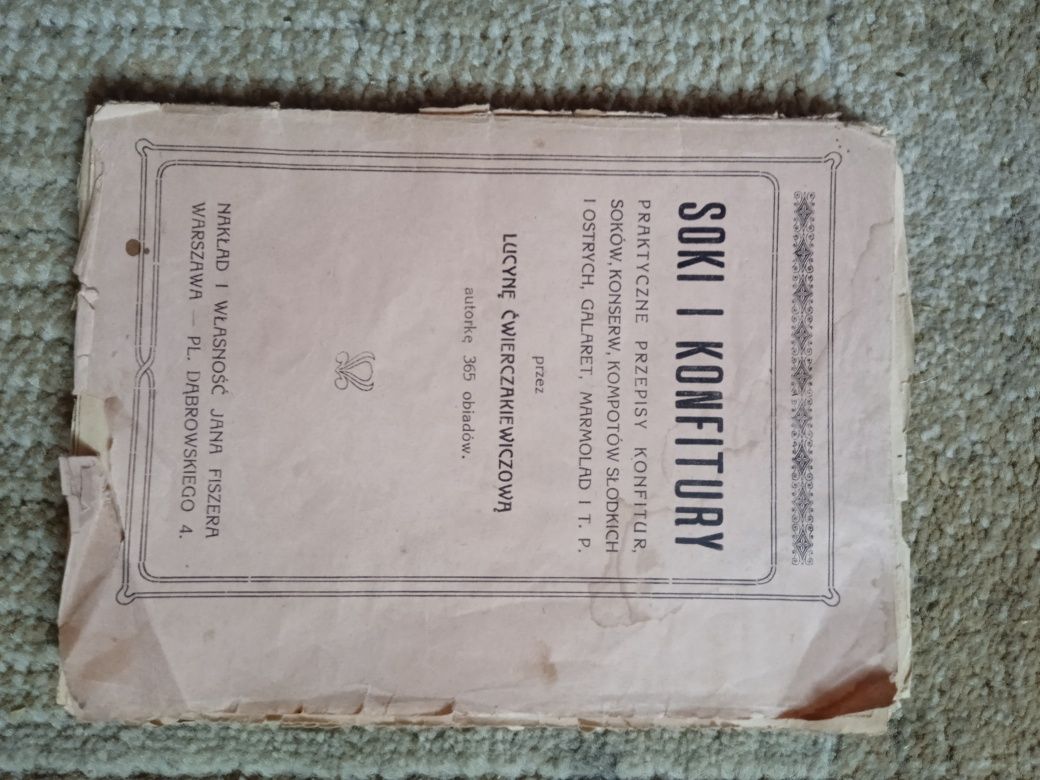 SOKI I KONFITURY
PRAKTYCZNE PRZEPISY KONFITUR,
SOKÓW, KONSERW, KOMPOTÓW SŁODKICH
I OSTRYCH, GALARET, MARMOLAD I T. P.
przez
LUCYNĘ ĆWIERCZAKIEWICZOWĄ
autorkę 365 obiadów.
NAKŁAD I WŁASNOŚĆ JANA FISZERA
WARSZAWA — PL. DĄBROWSKIEGO 4.